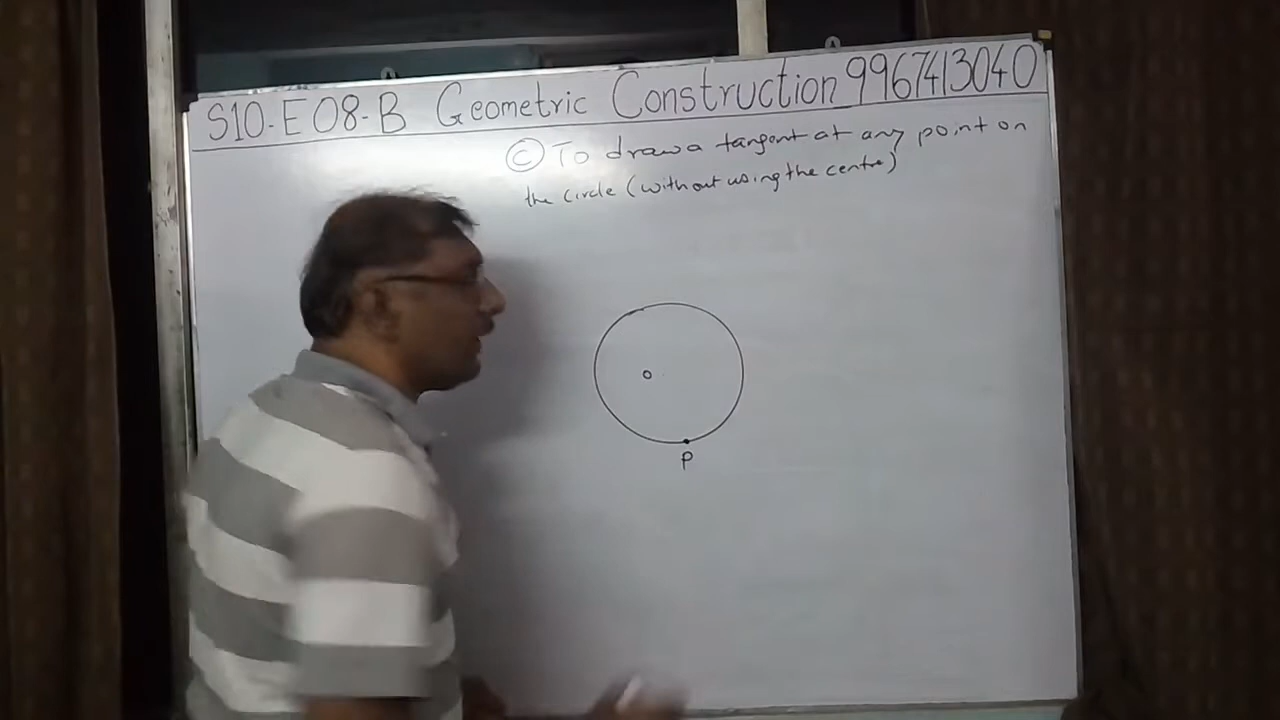 S10-E08-B Geometric Construction 9967413040
(C) To draw a tangent at any point on
the circle (without using the centre)
O
P